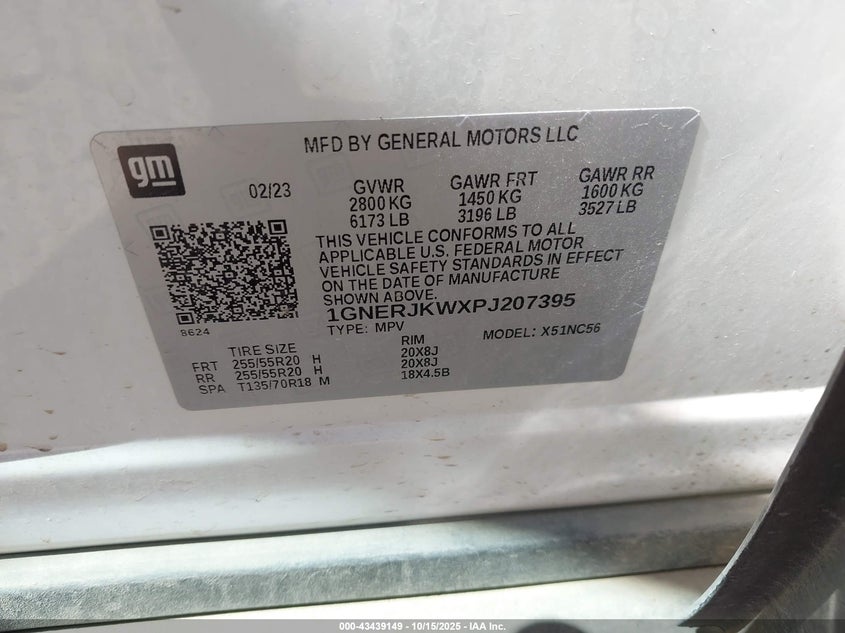 MFD BY GENERAL MOTORS LLC
gm
02/23
GVWR
2800 KG
6173 LB
GAWR FRT
1450 KG
3196 LB
GAWR RR
1600 KG
3527 LB
THIS VEHICLE CONFORMS TO ALL
APPLICABLE U.S. FEDERAL MOTOR
VEHICLE SAFETY STANDARDS IN EFFECT
ON THE DATE OF MANUFACTURE
SHOWN ABOVE.
1GNERJKWXPJ207395
8624
TYPE: MPV
MODEL: X51NC56
TIRE SIZE RIM
FRT 255/55R20 H 20X8J
RR 255/55R20 H 20X8J
SPA T135/70R18 M 18X4.5B
000-43439149 - 10/15/2025 - IAA Inc.